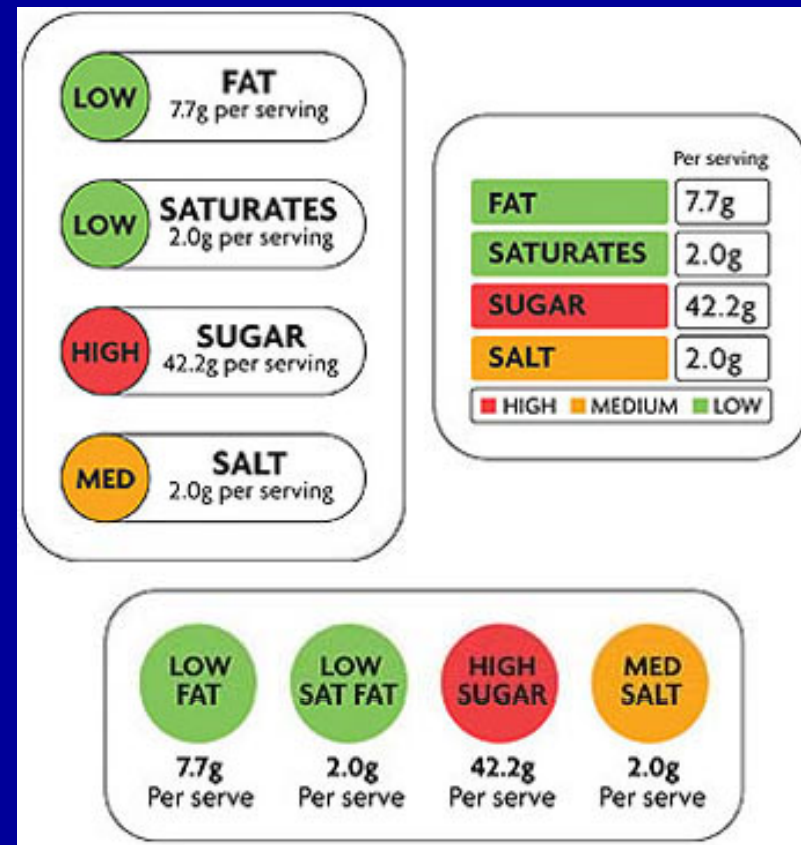 LOW
FAT
7.7g per serving
LOW
SATURATES
2.0g per serving
HIGH
SUGAR
42.2g per serving
MED
SALT
2.0g per serving
Per serving
FAT 7.7g
SATURATES 2.0g
SUGAR 42.2g
SALT 2.0g
HIGH MEDIUM LOW
LOW
FAT
7.7g
Per serve
LOW
SAT FAT
2.0g
Per serve
HIGH
SUGAR
42.2g
Per serve
MED
SALT
2.0g
Per serve